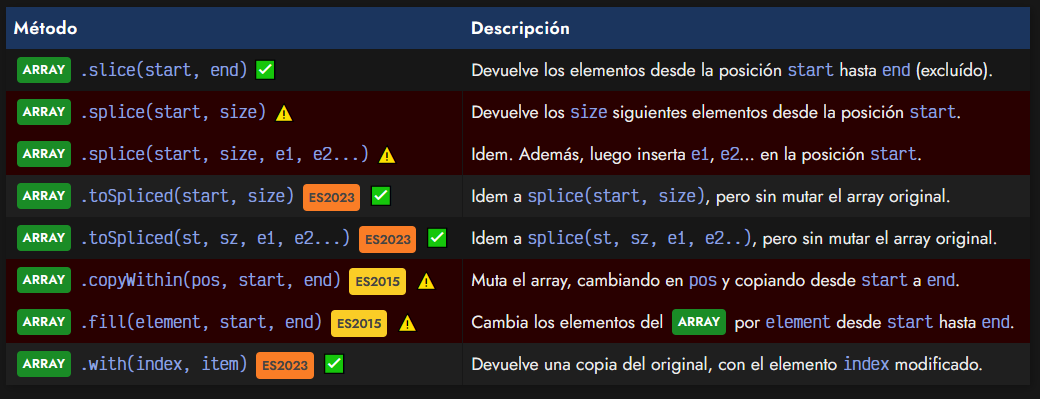 Método Descripción
ARRAY .slice(start, end) ✅ Devuelve los elementos desde la posición start hasta end (excluído).
ARRAY .splice(start, size) ⚠️ Devuelve los size siguientes elementos desde la posición start.
ARRAY .splice(start, size, e1, e2...) ⚠️ Idem. Además, luego inserta e1, e2... en la posición start.
ARRAY .toSpliced(start, size) ES2023 ✅ Idem a splice(start, size), pero sin mutar el array original.
ARRAY .toSpliced(st, sz, e1, e2...) ES2023 ✅ Idem a splice(st, sz, e1, e2..), pero sin mutar el array original.
ARRAY .copyWithin(pos, start, end) ES2015 ⚠️ Muta el array, cambiando en pos y copiando desde start a end.
ARRAY .fill(element, start, end) ES2015 ⚠️ Cambia los elementos del ARRAY por element desde start hasta end.
ARRAY .with(index, item) ES2023 ✅ Devuelve una copia del original, con el elemento index modificado.